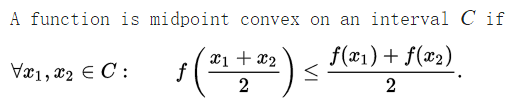 A function is midpoint convex on an interval C if
∀x₁, x₂ ∈ C : f((x₁ + x₂)/2) ≤ (f(x₁) + f(x₂))/2.